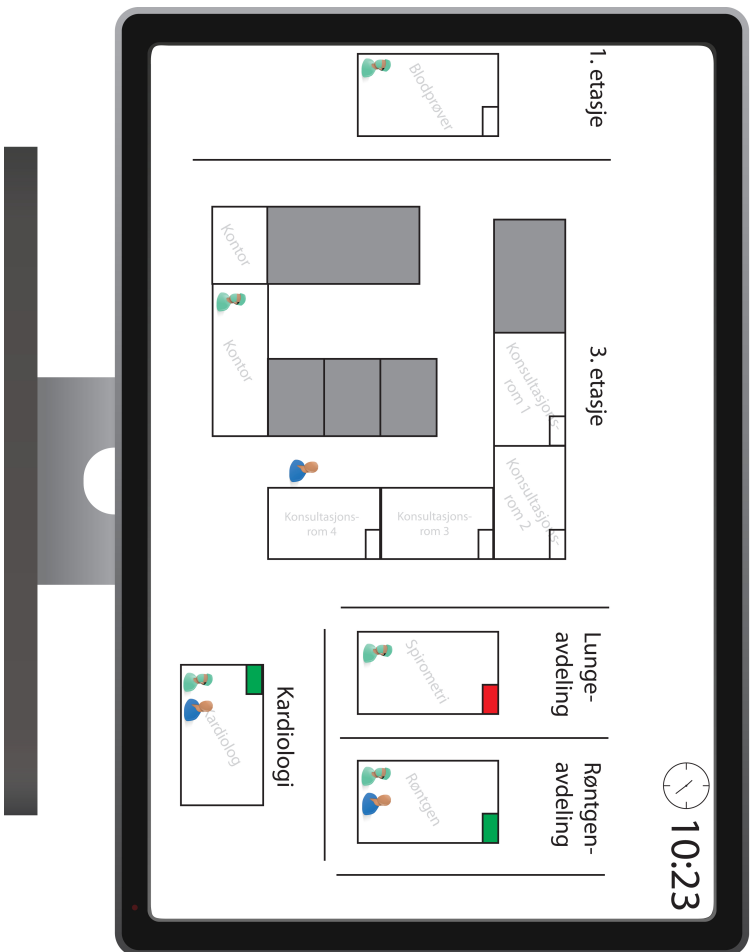 1. etasje
Blodprøver
3. etasje
Kontor
Kontor
Konsultasjons-
rom 1
Konsultasjons-
rom 2
Konsultasjons-
rom 3
Konsultasjons-
rom 4
Lunge-
avdeling
Spirometri
Røntgen-
avdeling
Røntgen
Kardiologi
Kardiolog
10:23